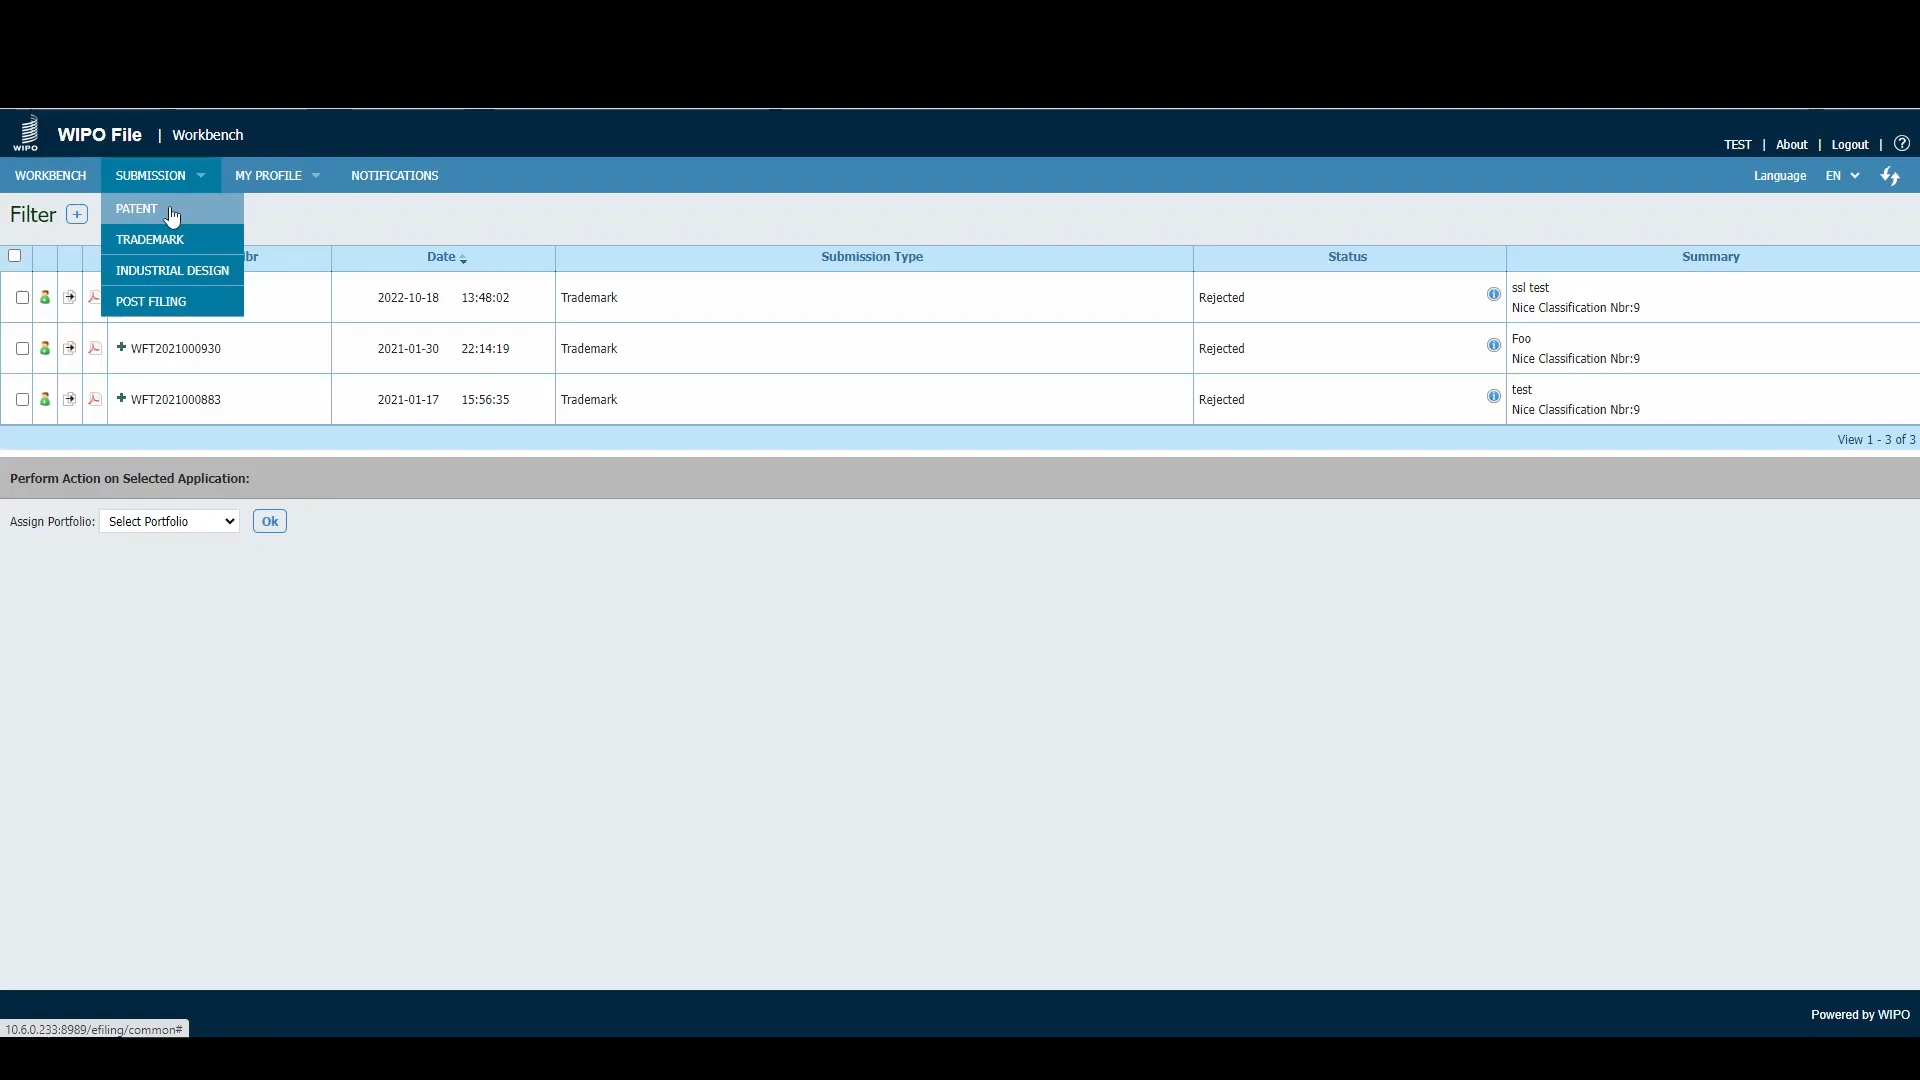 WIPO
WIPO File | Workbench
TEST | About | Logout | ?
WORKBENCH SUBMISSION MY PROFILE NOTIFICATIONS Language EN
Filter +
PATENT
TRADEMARK
INDUSTRIAL DESIGN
POST FILING
br Date Submission Type Status Summary
2022-10-18 13:48:02 Trademark Rejected ssl test
Nice Classification Nbr:9
WFT2021000930 2021-01-30 22:14:19 Trademark Rejected Foo
Nice Classification Nbr:9
WFT2021000883 2021-01-17 15:56:35 Trademark Rejected test
Nice Classification Nbr:9
View 1 - 3 of 3
Perform Action on Selected Application:
Assign Portfolio: Select Portfolio Ok
Powered by WIPO
10.6.0.233:8989/efiling/common#